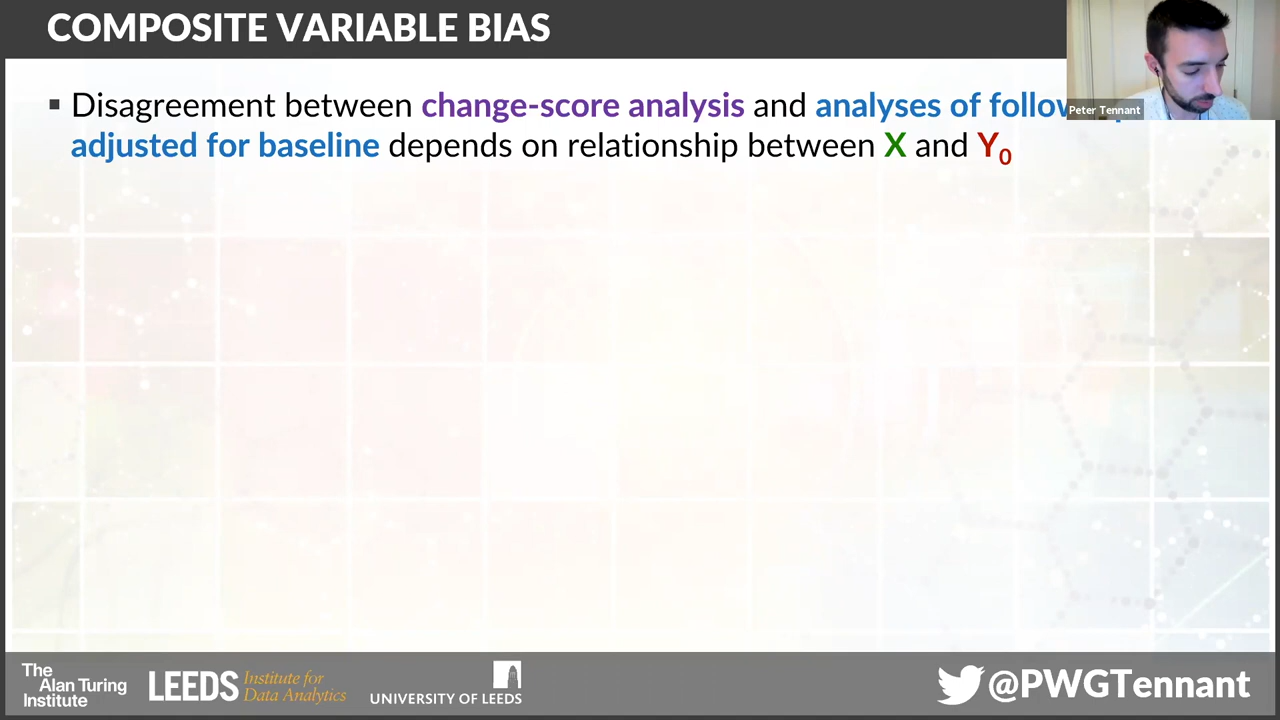 COMPOSITE VARIABLE BIAS
Peter Tennant
▪ Disagreement between change-score analysis and analyses of
adjusted for baseline depends on relationship between X and Y₀
The
Alan Turing
Institute
LEEDS Institute for
Data Analytics
UNIVERSITY OF LEEDS
@PWGTennant